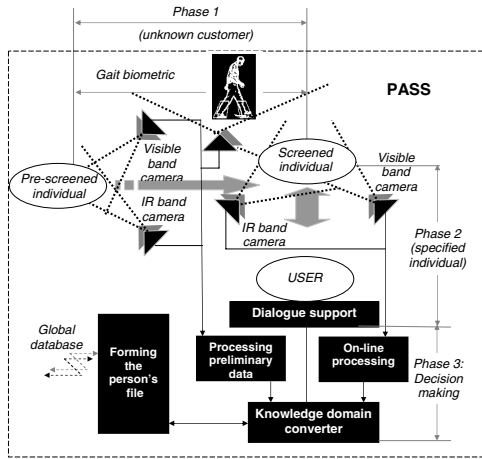 Phase 1
(unknown customer)
Gait biometric
PASS
Visible
band
camera
Screened
individual
Visible
band
camera
Pre-screened
individual
IR band
camera
IR band
camera
Phase 2
(specified
individual)
USER
Dialogue support
Global
database
Forming
the
person's
file
Processing
preliminary
data
On-line
processing
Phase 3:
Decision
making
Knowledge domain
converter